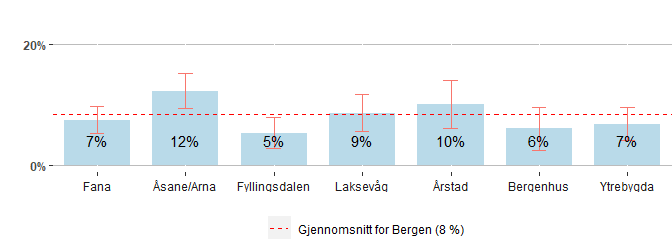 20%
7% 12% 5% 9% 10% 6% 7%
0%
Fana Åsane/Arna Fyllingsdalen Laksevåg Årstad Bergenhus Ytrebygda
Gjennomsnitt for Bergen (8 %)